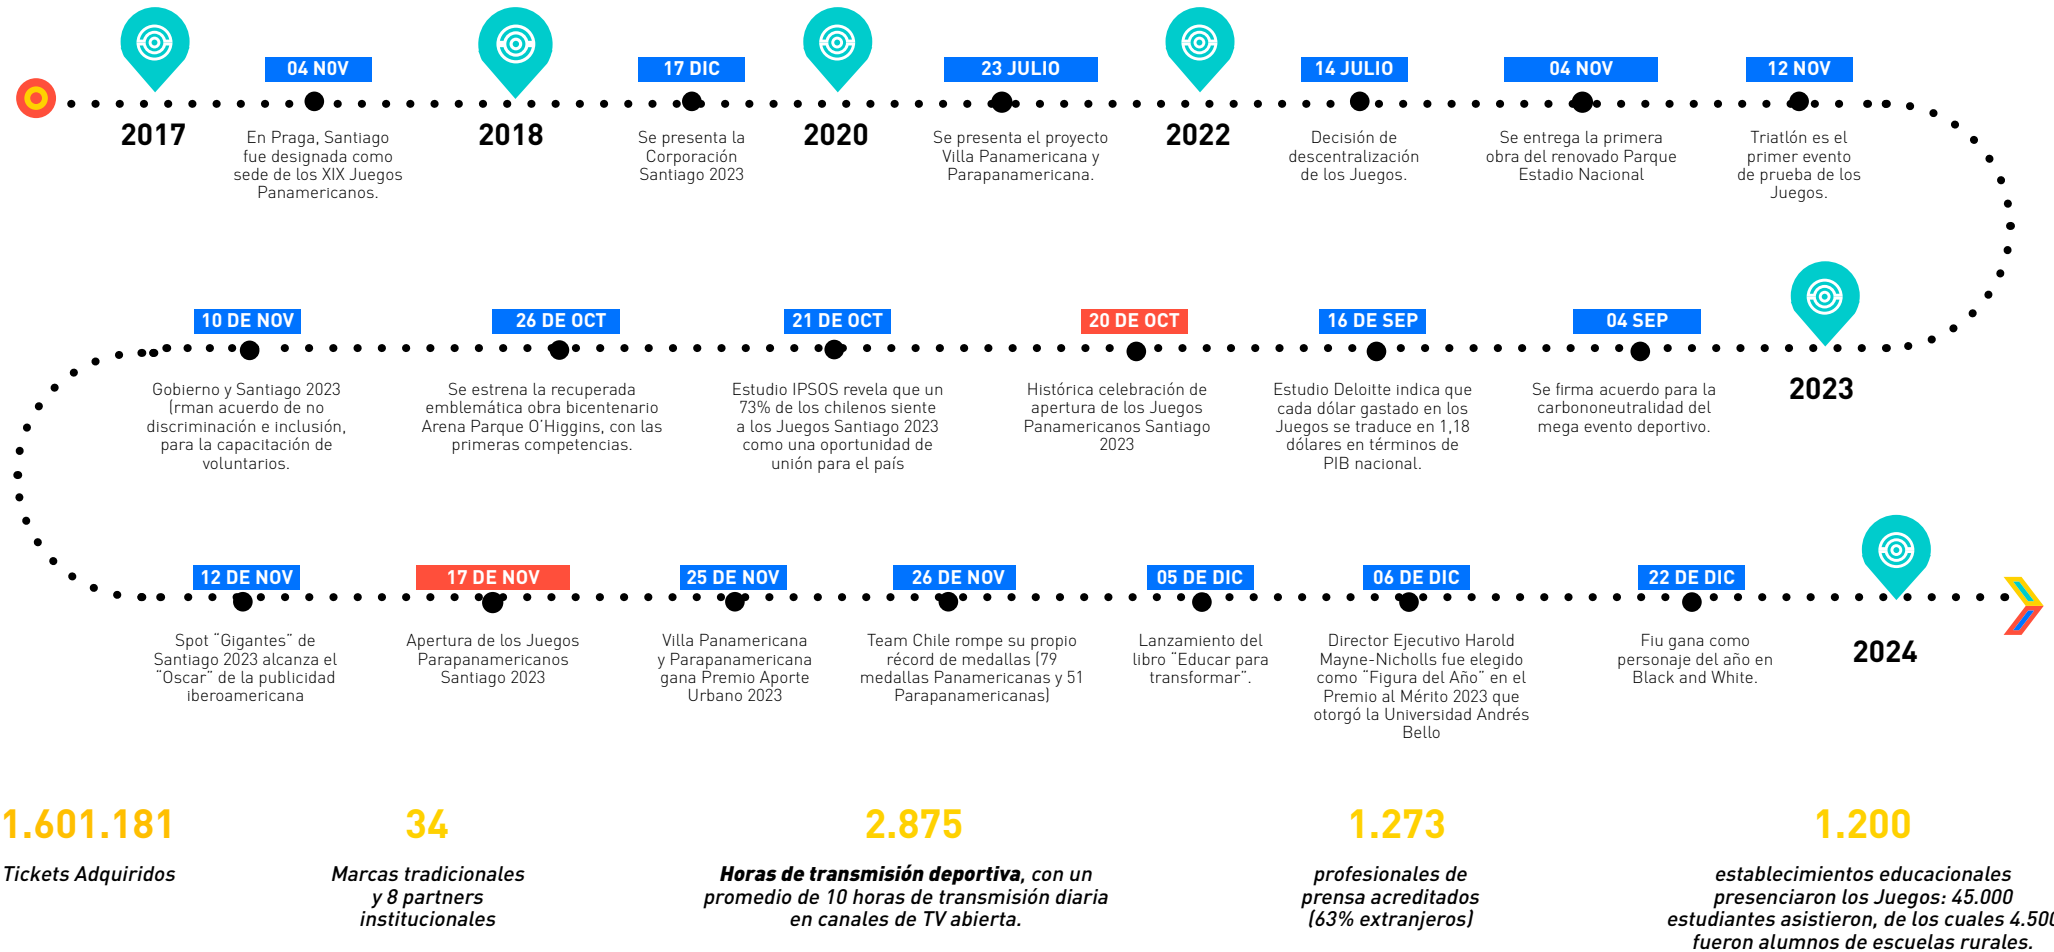 2017
04 NOV
En Praga, Santiago
fue designada como
sede de los XIX Juegos
Panamericanos.
2018
17 DIC
Se presenta la
Corporación
Santiago 2023
2020
23 JULIO
Se presenta el proyecto
Villa Panamericana y
Parapanamericana.
2022
14 JULIO
Decisión de
descentralización
de los Juegos.
04 NOV
Se entrega la primera
obra del renovado Parque
Estadio Nacional
12 NOV
Triatlón es el
primer evento
de prueba de los
Juegos.
2023
04 SEP
Se firma acuerdo para la
carbononeutralidad del
mega evento deportivo.
16 DE SEP
Estudio Deloitte indica que
cada dólar gastado en los
Juegos se traduce en 1,18
dólares en términos de
PIB nacional.
20 DE OCT
Histórica celebración de
apertura de los Juegos
Panamericanos Santiago
2023
21 DE OCT
Estudio IPSOS revela que un
73% de los chilenos siente
a los Juegos Santiago 2023
como una oportunidad de
unión para el país
26 DE OCT
Se estrena la recuperada
emblemática obra bicentenario
Arena Parque O'Higgins, con las
primeras competencias.
10 DE NOV
Gobierno y Santiago 2023
(rman acuerdo de no
discriminación e inclusión,
para la capacitación de
voluntarios.
12 DE NOV
Spot "Gigantes" de
Santiago 2023 alcanza el
"Oscar" de la publicidad
iberoamericana
17 DE NOV
Apertura de los Juegos
Parapanamericanos
Santiago 2023
25 DE NOV
Villa Panamericana
y Parapanamericana
gana Premio Aporte
Urbano 2023
26 DE NOV
Team Chile rompe su propio
récord de medallas (79
medallas Panamericanas y 51
Parapanamericanas)
05 DE DIC
Lanzamiento del
libro "Educar para
transformar".
06 DE DIC
Director Ejecutivo Harold
Mayne-Nicholls fue elegido
como "Figura del Año" en el
Premio al Mérito 2023 que
otorgó la Universidad Andrés
Bello
22 DE DIC
Fiu gana como
personaje del año en
Black and White.
2024
1.601.181
Tickets Adquiridos
34
Marcas tradicionales
y 8 partners
institucionales
2.875
Horas de transmisión deportiva, con un
promedio de 10 horas de transmisión diaria
en canales de TV abierta.
1.273
profesionales de
prensa acreditados
(63% extranjeros)
1.200
establecimientos educacionales
presenciaron los Juegos: 45.000
estudiantes asistieron, de los cuales 4.500
fueron alumnos de escuelas rurales.